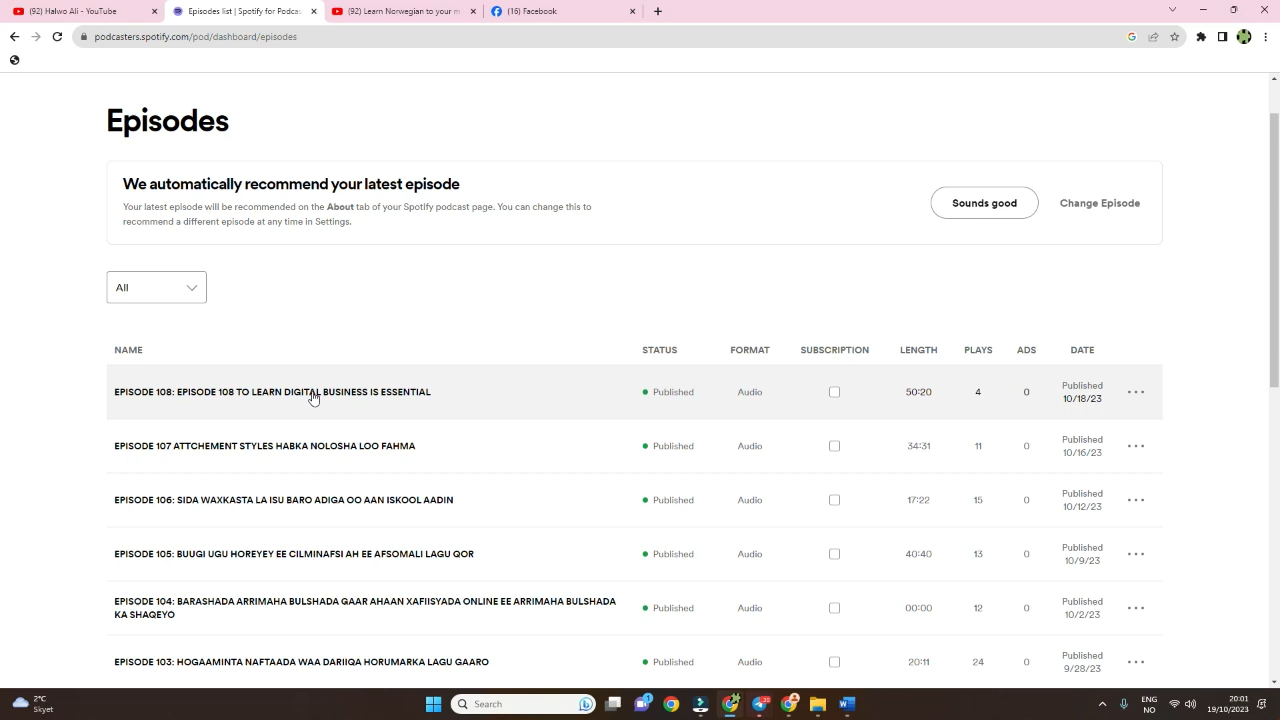 (92) Halwo Ali - YouTube
Episodes list | Spotify for Podcas
(92) Learn Norwegian to your m
(16) Facebook
podcasters.spotify.com/pod/dashboard/episodes
Episodes
We automatically recommend your latest episode
Your latest episode will be recommended on the About tab of your Spotify podcast page. You can change this to
recommend a different episode at any time in Settings.
Sounds good
Change Episode
All
NAME STATUS FORMAT SUBSCRIPTION LENGTH PLAYS ADS DATE
EPISODE 108: EPISODE 108 TO LEARN DIGITAL BUSINESS IS ESSENTIAL Published Audio 50:20 4 0 Published
10/18/23
EPISODE 107 ATTCHEMENT STYLES HABKA NOLOSHA LOO FAHMA Published Audio 34:31 11 0 Published
10/16/23
EPISODE 106: SIDA WAXKASTA LA ISU BARO ADIGA OO AAN ISKOOL AADIN Published Audio 17:22 15 0 Published
10/12/23
EPISODE 105: BUUGI UGU HOREYEY EE CILMINAFSI AH EE AFSOMALI LAGU QOR Published Audio 40:40 13 0 Published
10/9/23
EPISODE 104: BARASHADA ARRIMAHA BULSHADA QAAR AHAAN XAFIISYADA ONLINE EE ARRIMAHA BULSHADA
KA SHAQEYO Published Audio 00:00 12 0 Published
10/2/23
EPISODE 103: HOGAAMINTA NAFTAADA WAA DARIIQA HORUMARKA LAGU GAARO Published Audio 20:11 24 0 Published
9/28/23
2°C
Skyet
Search
ENG
NO
20:01
19/10/2023